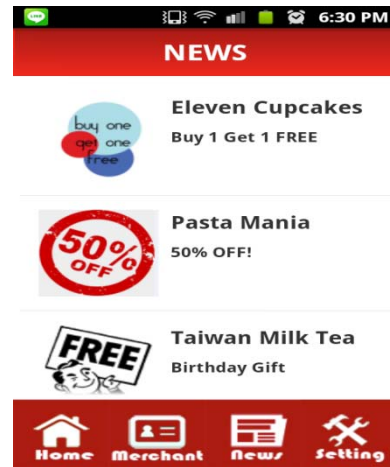 LINE
6:30 PM
NEWS
buy one
get one
free
Eleven Cupcakes
Buy 1 Get 1 FREE
50%
OFF
Pasta Mania
50% OFF!
FREE
Taiwan Milk Tea
Birthday Gift
Home Merchant News Setting